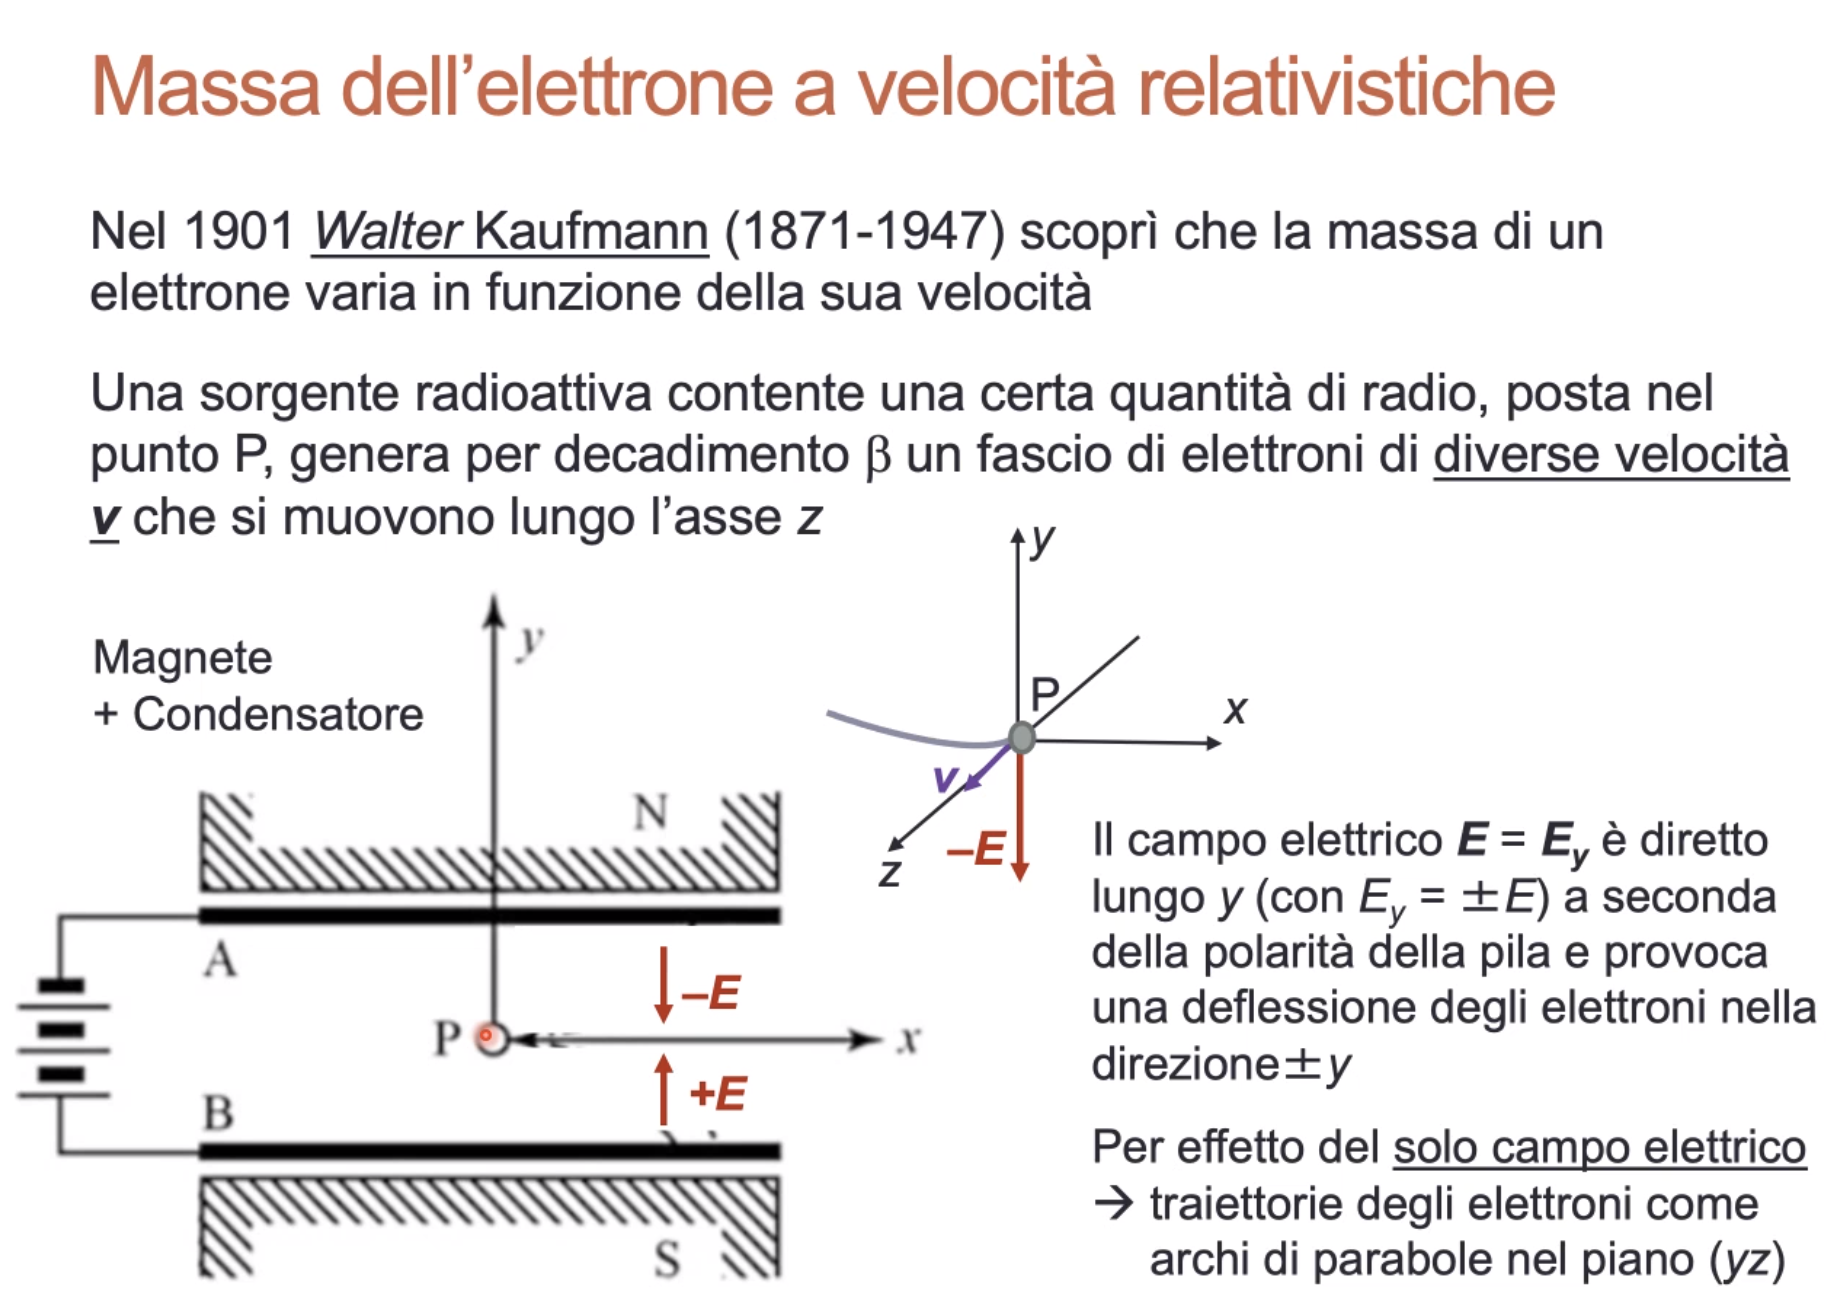 Massa dell’elettrone a velocità relativistiche
Nel 1901 Walter Kaufmann (1871-1947) scoprì che la massa di un
elettrone varia in funzione della sua velocità
Una sorgente radioattiva contente una certa quantità di radio, posta nel
punto P, genera per decadimento β un fascio di elettroni di diverse velocità
v che si muovono lungo l’asse z
Magnete
+ Condensatore
y
N
A
–E
P
x
+E
B
S
y
P
x
v
–E
z
Il campo elettrico E = Ey è diretto
lungo y (con Ey = ±E) a seconda
della polarità della pila e provoca
una deflessione degli elettroni nella
direzione±y
Per effetto del solo campo elettrico
→ traiettorie degli elettroni come
archi di parabole nel piano (yz)